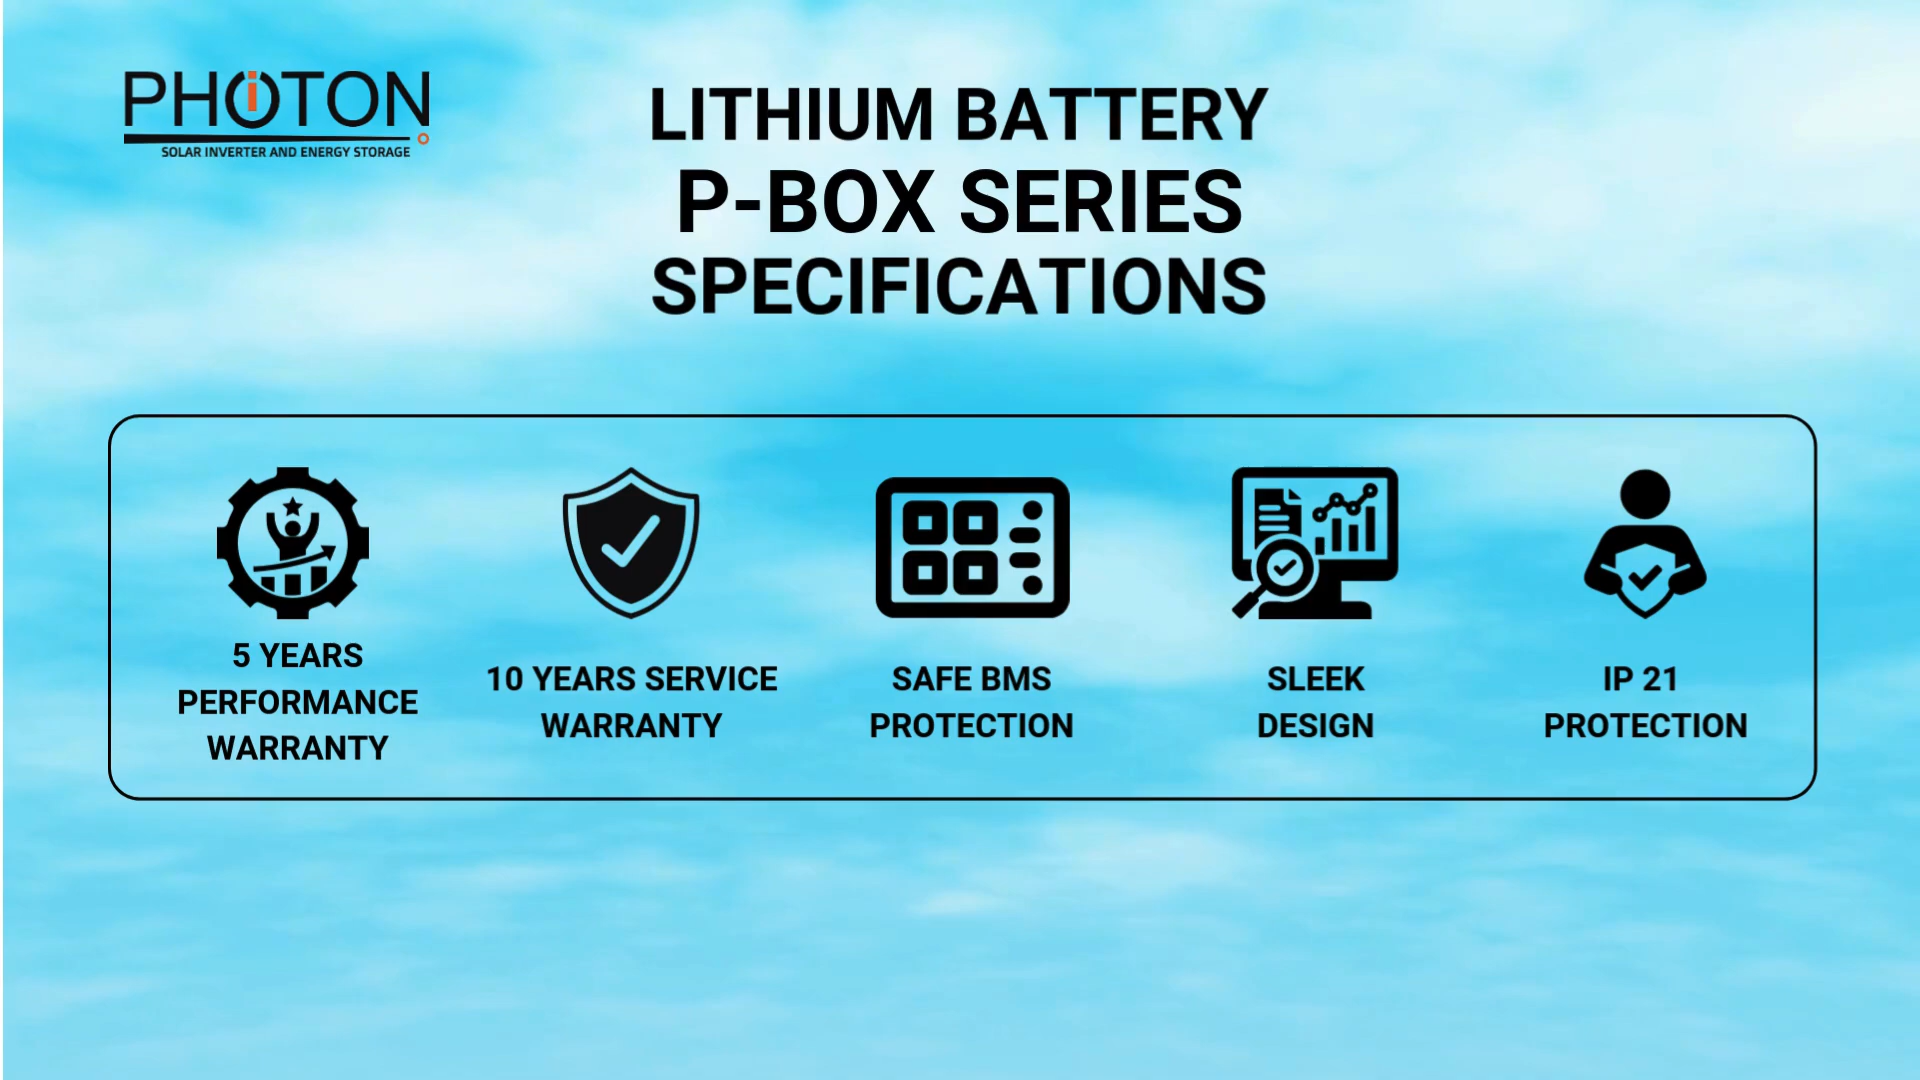 PHOTON
SOLAR INVERTER AND ENERGY STORAGE
LITHIUM BATTERY
P-BOX SERIES
SPECIFICATIONS
5 YEARS
PERFORMANCE
WARRANTY
10 YEARS SERVICE
WARRANTY
SAFE BMS
PROTECTION
SLEEK
DESIGN
IP 21
PROTECTION